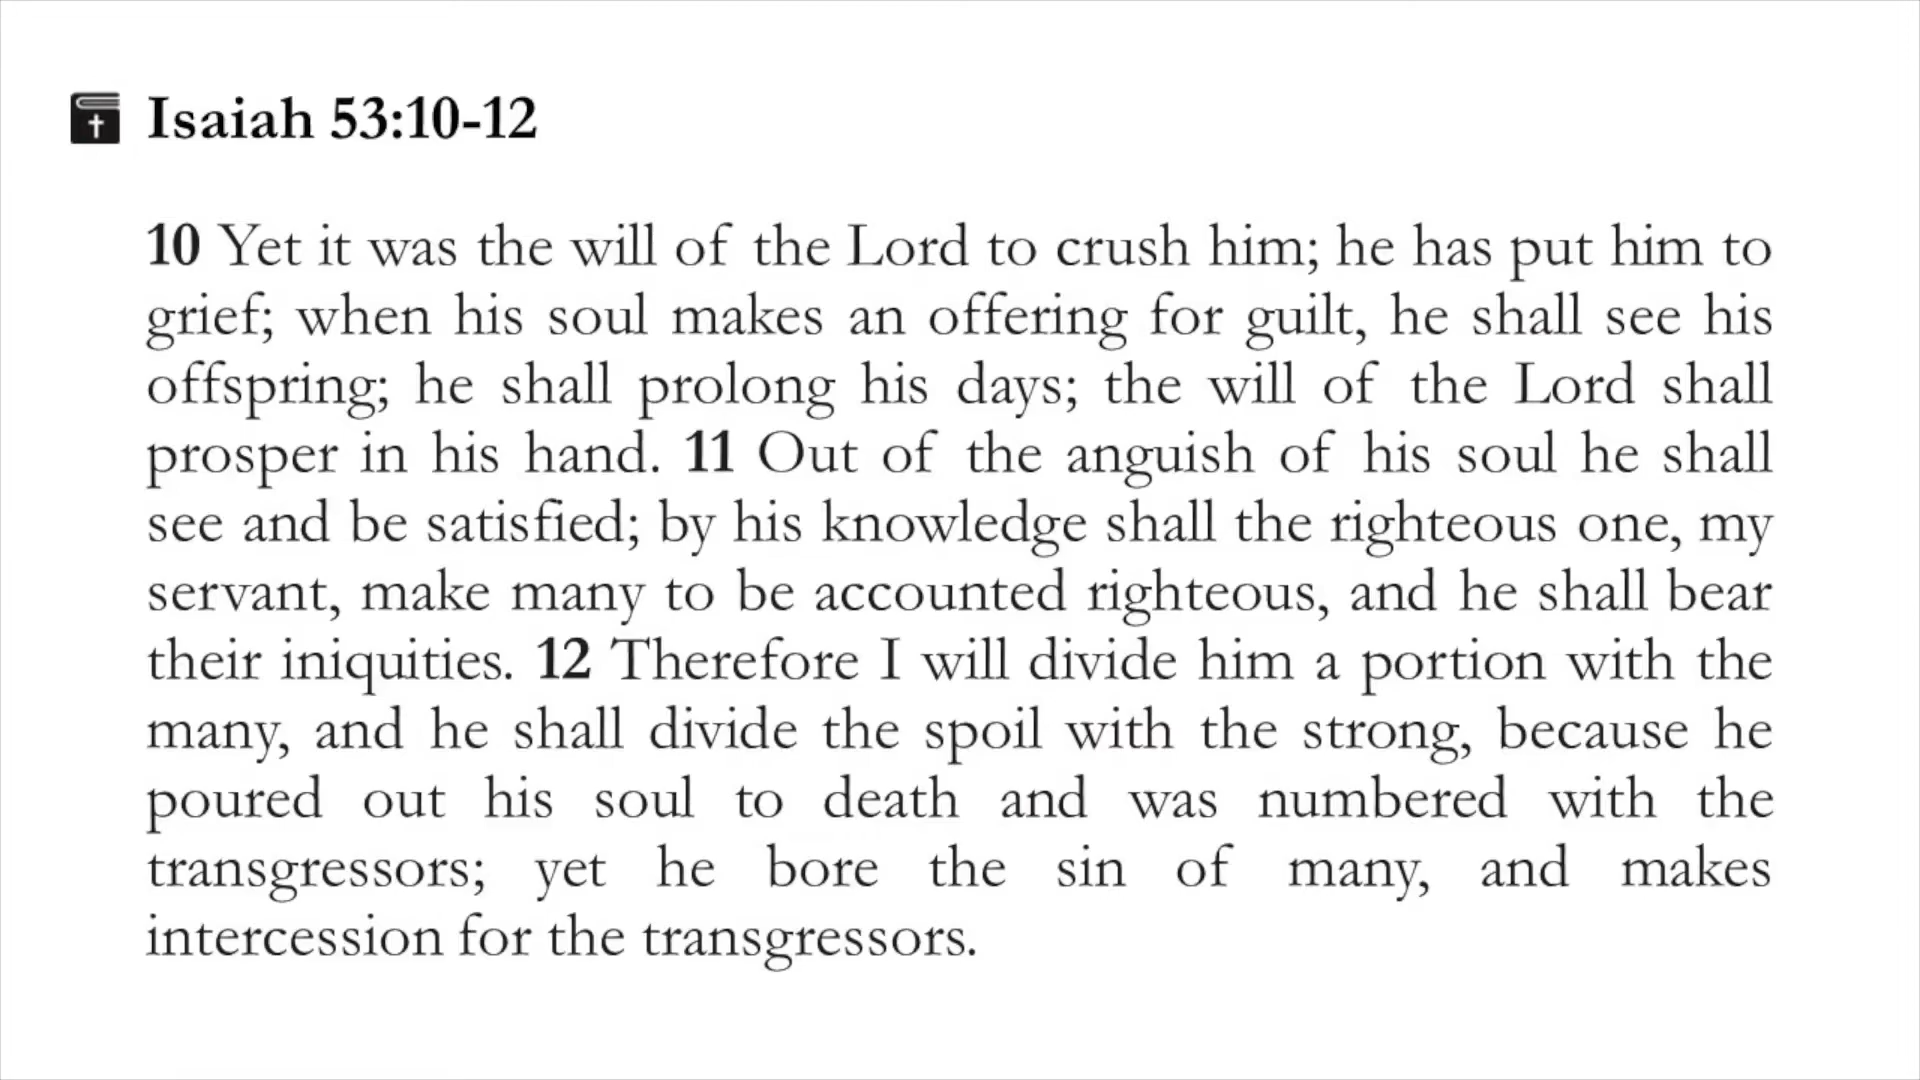 Isaiah 53:10-12
10 Yet it was the will of the Lord to crush him; he has put him to
grief; when his soul makes an offering for guilt, he shall see his
offspring; he shall prolong his days; the will of the Lord shall
prosper in his hand. 11 Out of the anguish of his soul he shall
see and be satisfied; by his knowledge shall the righteous one, my
servant, make many to be accounted righteous, and he shall bear
their iniquities. 12 Therefore I will divide him a portion with the
many, and he shall divide the spoil with the strong, because he
poured out his soul to death and was numbered with the
transgressors; yet he bore the sin of many, and makes
intercession for the transgressors.